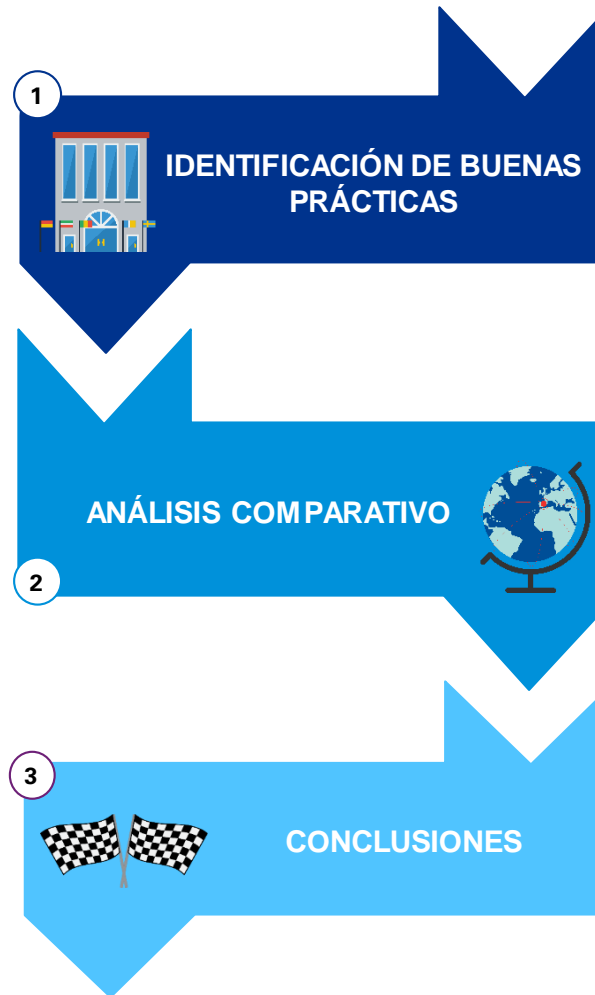 1
IDENTIFICACIÓN DE BUENAS
PRÁCTICAS
ANÁLISIS COMPARATIVO
2
3
CONCLUSIONES